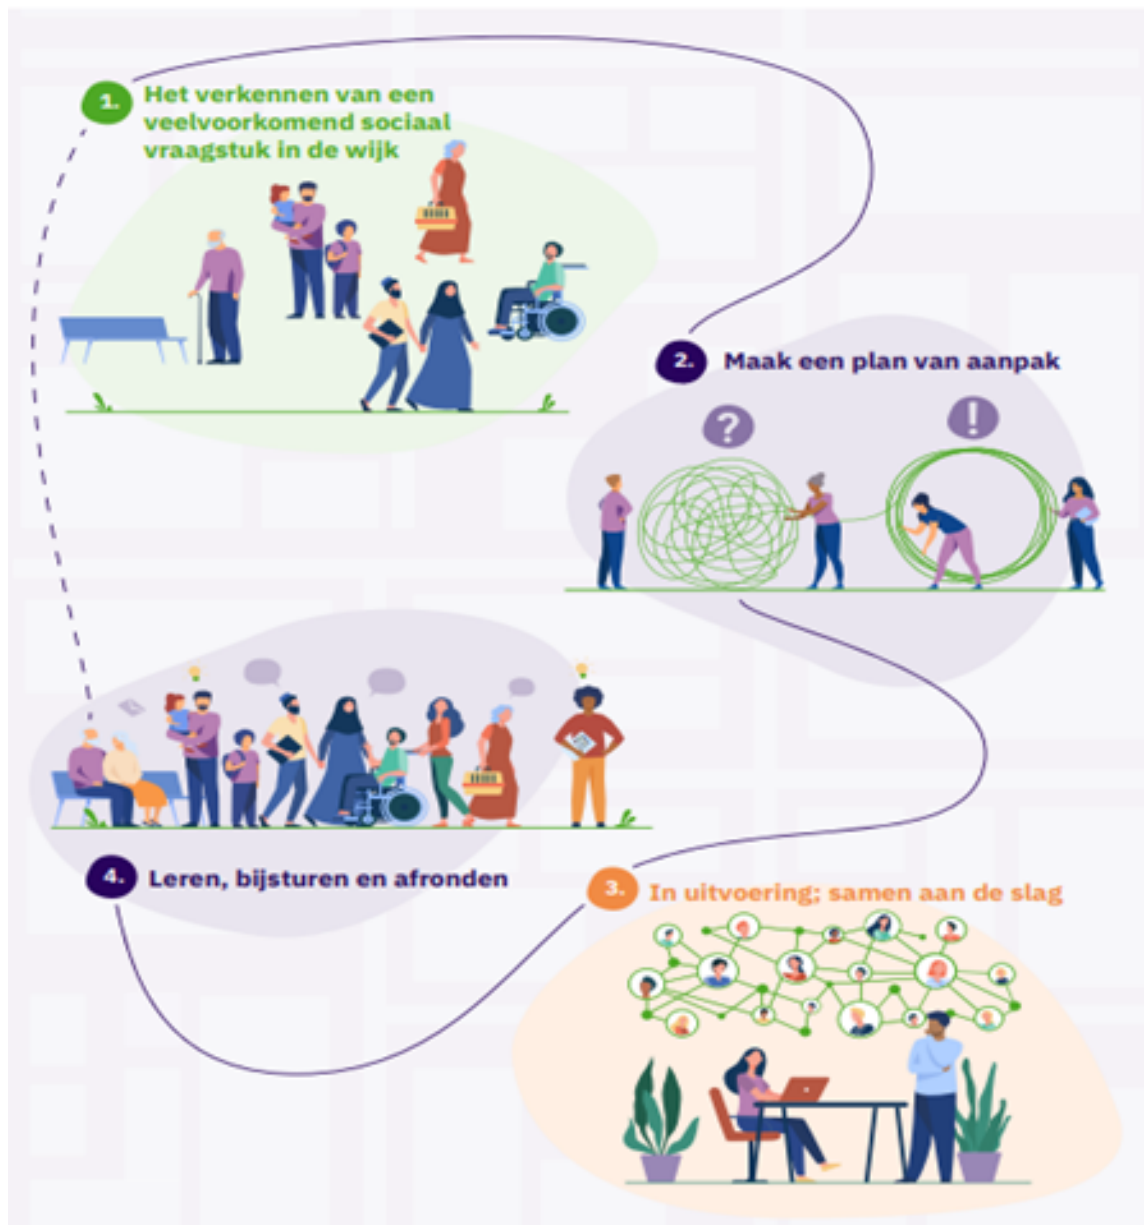 1. Het verkennen van een
veelvoorkomend sociaal
vraagstuk in de wijk
2. Maak een plan van aanpak
?
!
4. Leren, bijsturen en afronden
3. In uitvoering; samen aan de slag